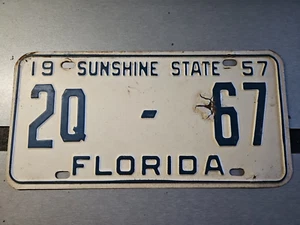 19 SUNSHINE STATE 57
2Q - 67
FLORIDA